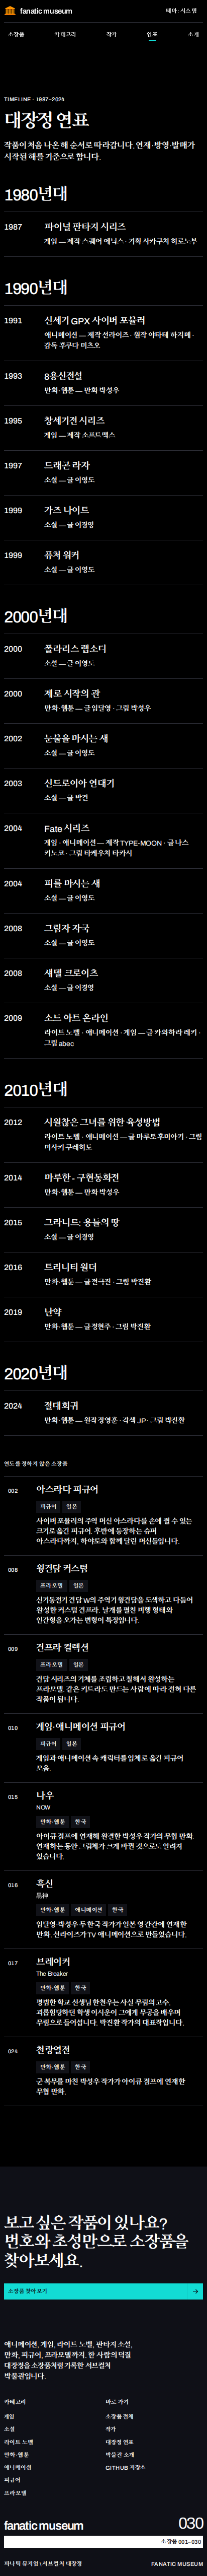 fanatic museum
테마: 시스템
소장품 카테고리 작가 연표 소개
TIMELINE · 1987–2024
대장정 연표
작품이 처음 나온 해 순서로 따라갑니다. 연재·방영·발매가
시작된 해를 기준으로 합니다.
1980년대
1987 파이널 판타지 시리즈
게임 — 제작 스퀘어 에닉스 · 기획 사카구치 히로노부
1990년대
1991 신세기 GPX 사이버 포뮬러
애니메이션 — 제작 선라이즈 · 원작 야타테 하지메 ·
감독 후쿠다 미츠오
1993 8용신전설
만화·웹툰 — 만화 박성우
1995 창세기전 시리즈
게임 — 제작 소프트맥스
1997 드래곤 라자
소설 — 글 이영도
1999 가즈 나이트
소설 — 글 이경영
1999 퓨처 워커
소설 — 글 이영도
2000년대
2000 폴라리스 랩소디
소설 — 글 이영도
2000 제로 시작의 관
만화·웹툰 — 글 임달영 · 그림 박성우
2002 눈물을 마시는 새
소설 — 글 이영도
2003 신드로이아 연대기
소설 — 글 박건
2004 Fate 시리즈
게임 · 애니메이션 — 제작 TYPE-MOON · 글 나스
키노코 · 그림 타케우치 타카시
2004 피를 마시는 새
소설 — 글 이영도
2008 그림자 자국
소설 — 글 이영도
2008 섀델 크로이츠
소설 — 글 이경영
2009 소드 아트 온라인
라이트 노벨 · 애니메이션 · 게임 — 글 카와하라 레키 ·
그림 abec
2010년대
2012 시원찮은 그녀를 위한 육성방법
라이트 노벨 · 애니메이션 — 글 마루토 후미아키 · 그림
미사키 쿠레히토
2014 마루한 - 구현동화전
만화·웹툰 — 만화 박성우
2015 그라니트: 용들의 땅
소설 — 글 이경영
2016 트리니티 원더
만화·웹툰 — 글 전극진 · 그림 박진환
2019 난약
만화·웹툰 — 글 정현주 · 그림 박진환
2020년대
2024 절대회귀
만화·웹툰 — 원작 장영훈 · 각색 JP · 그림 박진환
연도를 정하지 않은 소장품
002 아스라다 피규어
피규어 일본
사이버 포뮬러의 주역 머신 아스라다를 손에 쥘 수 있는
크기로 옮긴 피규어. 후반에 등장하는 슈퍼
아스라다까지, 하야토와 함께 달린 머신들입니다.
008 윙건담 커스텀
프라모델 일본
신기동전기 건담 W의 주역기 윙건담을 도색하고 다듬어
완성한 커스텀 건프라. 날개를 펼친 비행 형태와
인간형을 오가는 변형이 특징입니다.
009 건프라 컬렉션
프라모델 일본
건담 시리즈의 기체를 조립하고 칠해서 완성하는
프라모델. 같은 키트라도 만드는 사람에 따라 전혀 다른
작품이 됩니다.
010 게임·애니메이션 피규어
피규어 일본
게임과 애니메이션 속 캐릭터를 입체로 옮긴 피규어
모음.
015 나우
NOW
만화·웹툰 한국
아이큐 점프에 연재해 완결한 박성우 작가의 무협 만화.
연재하는 동안 그림체가 크게 바뀐 것으로도 알려져
있습니다.
016 흑신
黒神
만화·웹툰 애니메이션 한국
임달영·박성우 두 한국 작가가 일본 영 간간에 연재한
만화. 선라이즈가 TV 애니메이션으로 만들었습니다.
017 브레이커
The Breaker
만화·웹툰 한국
평범한 학교 선생님 한천우는 사실 무림의 고수.
괴롭힘당하던 학생 이시운이 그에게 무공을 배우며
무림으로 들어섭니다. 박진환 작가의 대표작입니다.
024 천랑열전
만화·웹툰 한국
군 복무를 마친 박성우 작가가 아이큐 점프에 연재한
무협 만화.
보고 싶은 작품이 있나요?
번호와 초성만으로 소장품을
찾아보세요.
소장품 찾아보기 →
애니메이션, 게임, 라이트 노벨, 판타지 소설,
만화, 피규어, 프라모델까지. 한 사람의 덕질
대장정을 소장품처럼 기록한 서브컬처
박물관입니다.
카테고리 바로 가기
게임 소장품 전체
소설 작가
라이트 노벨 대장정 연표
만화·웹툰 박물관 소개
애니메이션 GITHUB 저장소
피규어
프라모델
fanatic museum 030
소장품 001–030
파나틱 뮤지엄 \ 서브컬처 대장정 FANATIC MUSEUM